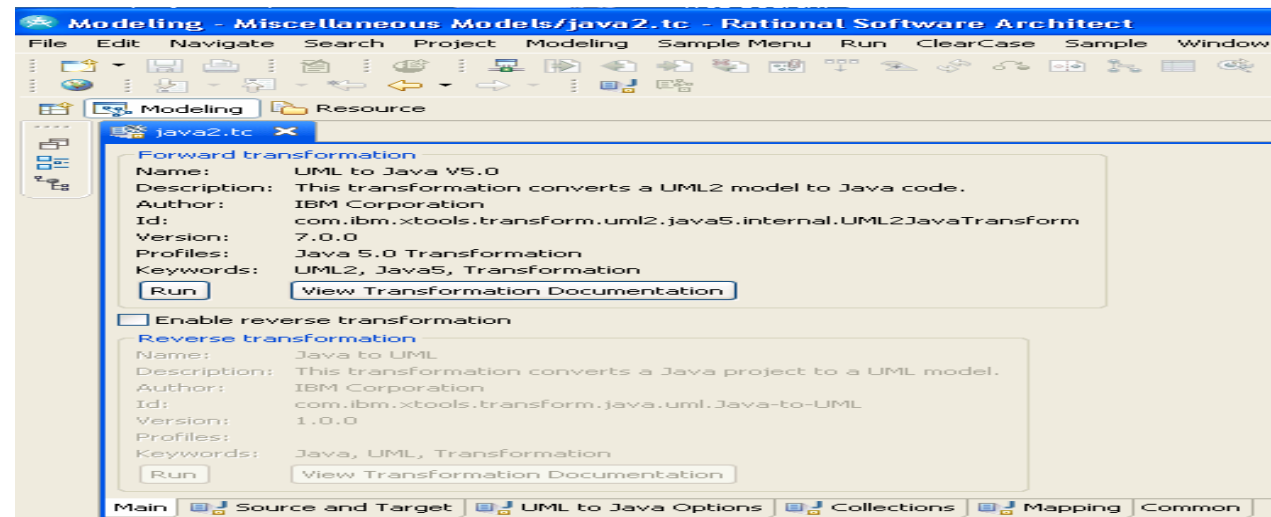 Modeling - Miscellaneous Models/java2.tc - Rational Software Architect
File Edit Navigate Search Project Modeling Sample Menu Run ClearCase Sample Window
Modeling Resource
java2.tc
Forward transformation
Name: UML to Java V5.0
Description: This transformation converts a UML2 model to Java code.
Author: IBM Corporation
Id: com.ibm.xtools.transform.uml2.java5.internal.UML2JavaTransform
Version: 7.0.0
Profiles: Java 5.0 Transformation
Keywords: UML2, Java5, Transformation
Run View Transformation Documentation
Enable reverse transformation
Reverse transformation
Name: Java to UML
Description: This transformation converts a Java project to a UML model.
Author: IBM Corporation
Id: com.ibm.xtools.transform.java.uml.Java-to-UML
Version: 1.0.0
Profiles:
Keywords: Java, UML, Transformation
Run View Transformation Documentation
Main Source and Target UML to Java Options Collections Mapping Common